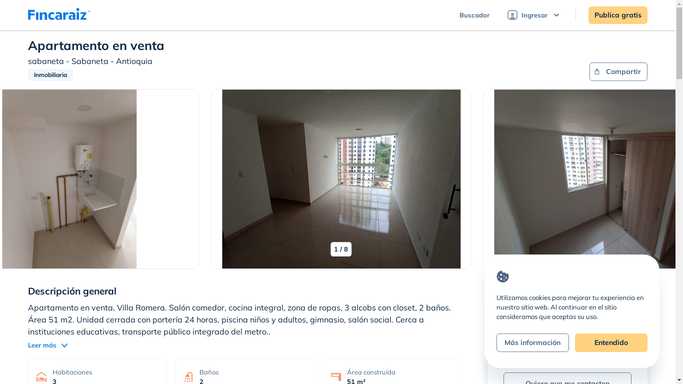 Fincaraiz
Buscador
Ingresar
Publica gratis
Apartamento en venta
sabaneta - Sabaneta - Antioquia
Inmobiliaria
Compartir
1 / 8
Descripción general
Apartamento en venta, Villa Romera. Salón comedor, cocina integral, zona de ropas, 3 alcobs con closet, 2 baños.
Área 51 m2. Unidad cerrada con portería 24 horas, piscina niños y adultos, gimnasio, salón social. Cerca a
instituciones educativas, transporte público integrado del metro..
Leer más
Habitaciones
3
Baños
2
Área construida
51 m²
Utilizamos cookies para mejorar tu experiencia en
nuestro sitio web. Al continuar en el sitio
consideramos que aceptas su uso.
Más información
Entendido
Quiero que me contacten